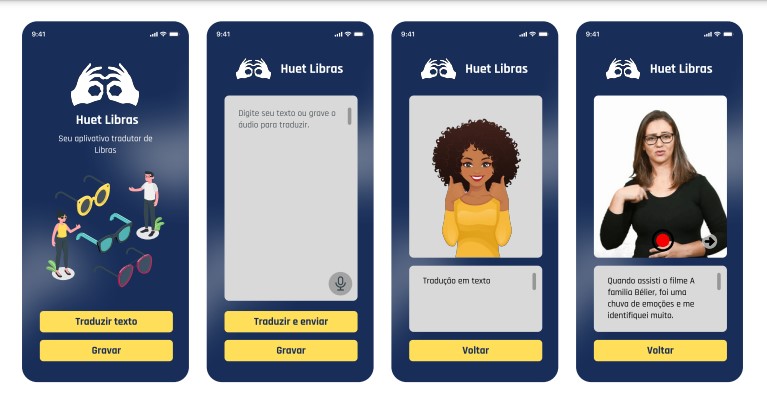 9:41
Huet Libras
Seu aplivativo tradutor de
Libras
Traduzir texto
Gravar
9:41
Huet Libras
Digite seu texto ou grave o
áudio para traduzir.
Traduzir e enviar
Gravar
9:41
Huet Libras
Tradução em texto
Voltar
9:41
Huet Libras
Quando assisti o filme A
família Bélier, foi uma
chuva de emoções e me
identifiquei muito.
Voltar